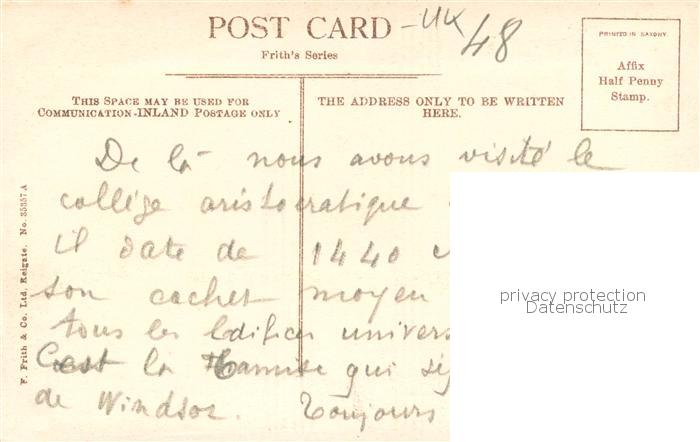 POST CARD
-UK 48
Frith's Series
PRINTED IN SAXONY
Affix
Half Penny
Stamp.
THIS SPACE MAY BE USED FOR
COMMUNICATION-INLAND POSTAGE ONLY
THE ADDRESS ONLY TO BE WRITTEN
HERE.
De là nous avons visité le
collége aristocratique
il date de 1440
son cachet moyen
tous les Edifices univers
C'est la Tamise qui
de Windsor. Toujours
F. Frith & Co. Ltd. Reigate. No. 35357 A
privacy protection
Datenschutz